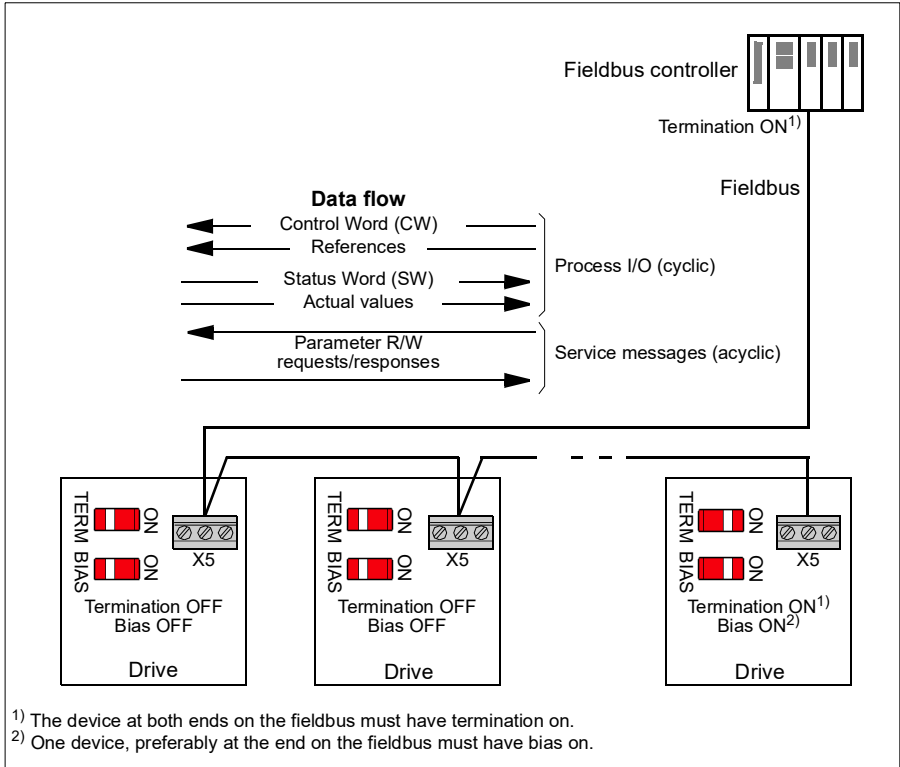 Fieldbus controller
Termination ON1)
Fieldbus
Data flow
Control Word (CW)
References
Status Word (SW)
Actual values
Process I/O (cyclic)
Parameter R/W
requests/responses
Service messages (acyclic)
TERM
ON
BIAS
ON
X5
Termination OFF
Bias OFF
Drive
TERM
ON
BIAS
ON
X5
Termination OFF
Bias OFF
Drive
TERM
ON
BIAS
ON
X5
Termination ON1)
Bias ON2)
Drive
1) The device at both ends on the fieldbus must have termination on.
2) One device, preferably at the end on the fieldbus must have bias on.